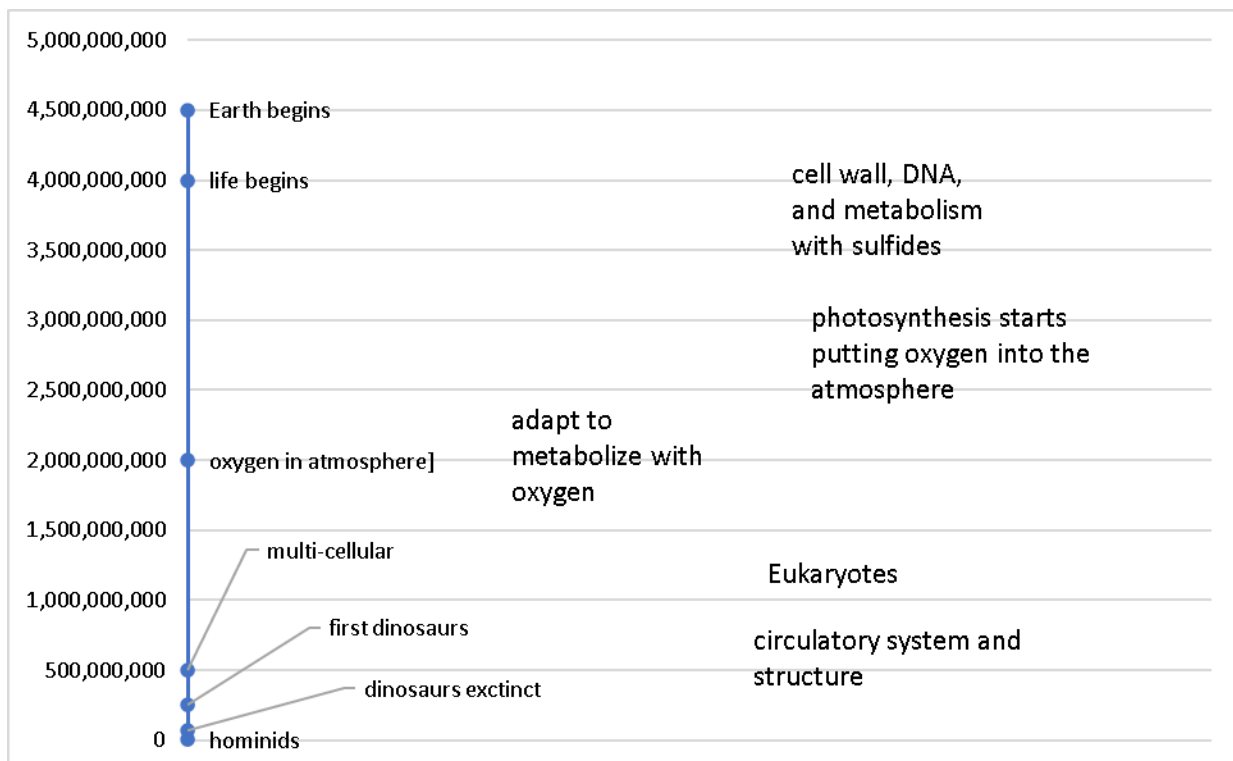 5,000,000,000
4,500,000,000
Earth begins
4,000,000,000
life begins
cell wall, DNA,
and metabolism
with sulfides
3,500,000,000
3,000,000,000
photosynthesis starts
putting oxygen into the
atmosphere
2,500,000,000
adapt to
metabolize with
oxygen
2,000,000,000
oxygen in atmosphere]
1,500,000,000
multi-cellular
Eukaryotes
1,000,000,000
first dinosaurs
circulatory system and
structure
500,000,000
dinosaurs exctinct
0
hominids